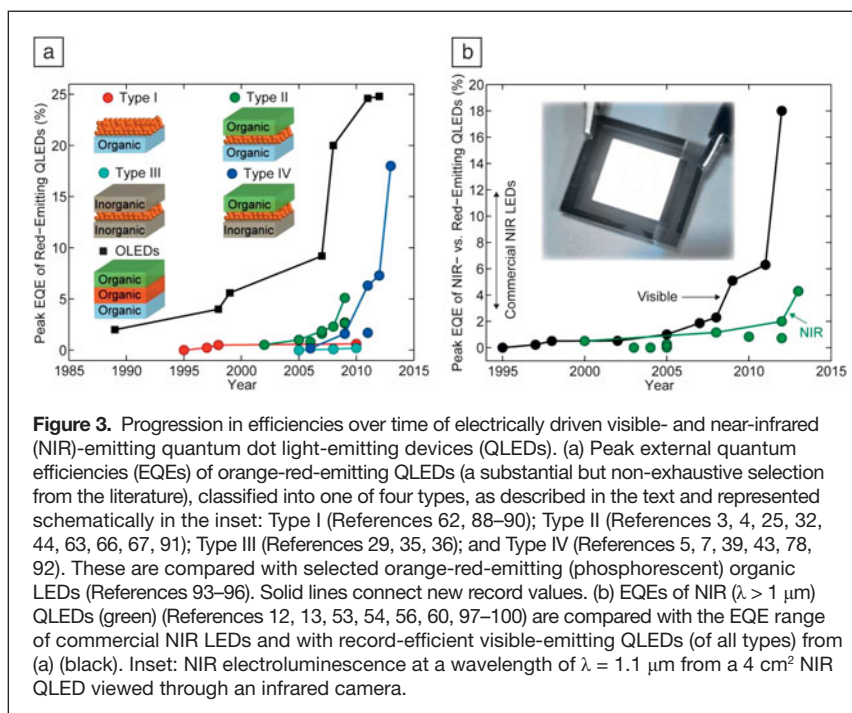 a
Peak EQE of Red−Emitting QLEDs (%)
25
20
15
10
5
0
1985
1989
1995
2000
2005
2010
2015
Year
Type I
Type II
Organic
Organic
Organic
Type III
Type IV
Inorganic
Inorganic
Organic
Inorganic
OLEDs
Organic
Organic
Organic
b
Peak EQE of NIR− vs. Red−Emitting QLEDs (%)
20
18
16
14
12
10
8
6
4
2
0
1995
2000
2005
2010
2015
Year
Commercial NIR LEDs
Visible
NIR
Figure 3. Progression in efficiencies over time of electrically driven visible- and near-infrared
(NIR)-emitting quantum dot light-emitting devices (QLEDs). (a) Peak external quantum
efficiencies (EQEs) of orange-red-emitting QLEDs (a substantial but non-exhaustive selection
from the literature), classified into one of four types, as described in the text and represented
schematically in the inset: Type I (References 62, 88–90); Type II (References 3, 4, 25, 32,
44, 63, 66, 67, 91); Type III (References 29, 35, 36); and Type IV (References 5, 7, 39, 43, 78,
92). These are compared with selected orange-red-emitting (phosphorescent) organic
LEDs (References 93–96). Solid lines connect new record values. (b) EQEs of NIR (λ > 1 μm)
QLEDs (green) (References 12, 13, 53, 54, 56, 60, 97–100) are compared with the EQE range
of commercial NIR LEDs and with record-efficient visible-emitting QLEDs (of all types) from
(a) (black). Inset: NIR electroluminescence at a wavelength of λ = 1.1 μm from a 4 cm² NIR
QLED viewed through an infrared camera.